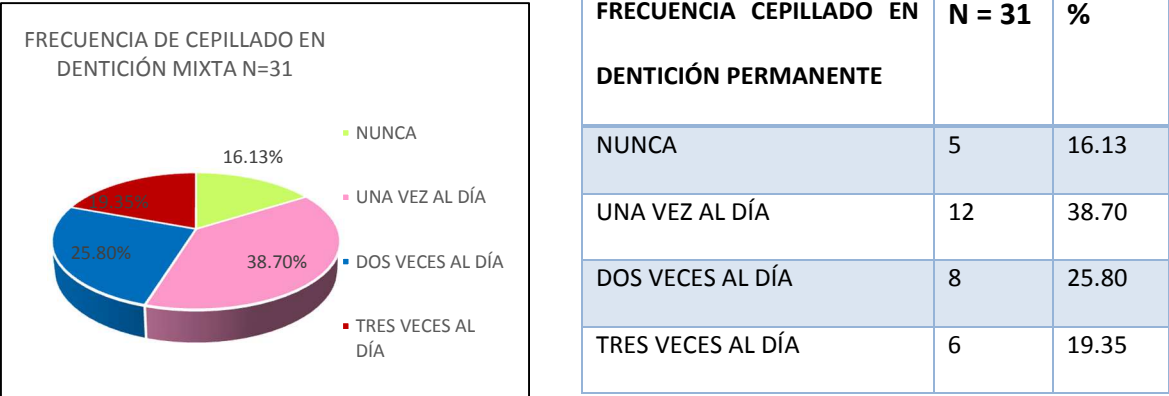 FRECUENCIA DE CEPILLADO EN
DENTICIÓN MIXTA N=31
NUNCA
UNA VEZ AL DÍA
DOS VECES AL DÍA
TRES VECES AL
DÍA
16.13%
38.70%
25.80%
19.35%
FRECUENCIA CEPILLADO EN
DENTICIÓN PERMANENTE
N = 31
%
NUNCA 5 16.13
UNA VEZ AL DÍA 12 38.70
DOS VECES AL DÍA 8 25.80
TRES VECES AL DÍA 6 19.35